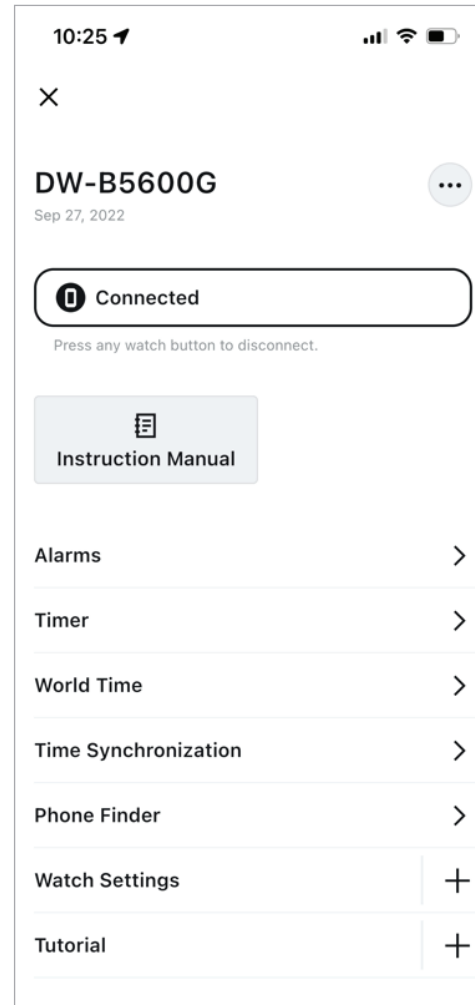 10:25
DW-B5600G
Sep 27, 2022
Connected
Press any watch button to disconnect.
Instruction Manual
Alarms
Timer
World Time
Time Synchronization
Phone Finder
Watch Settings
Tutorial